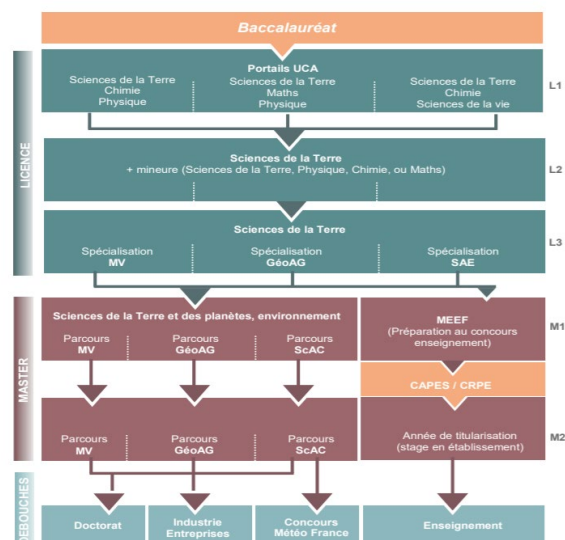 Baccalauréat
Portails UCA
Sciences de la Terre
Chimie
Physique
Sciences de la Terre
Maths
Physique
Sciences de la Terre
Chimie
Sciences de la vie
L1
LICENCE
Sciences de la Terre
+ mineure (Sciences de la Terre, Physique, Chimie, ou Maths)
L2
Sciences de la Terre
L3
Spécialisation
MV
Spécialisation
GéoAG
Spécialisation
SAE
MASTER
Sciences de la Terre et des planètes, environnement
Parcours
MV
Parcours
GéoAG
Parcours
ScAC
MEEF
(Préparation au concours
enseignement)
M1
CAPES / CRPE
Parcours
MV
Parcours
GéoAG
Parcours
ScAC
Année de titularisation
(stage en établissement)
M2
DEBOUCHES
Doctorat
Industrie
Entreprises
Concours
Météo France
Enseignement